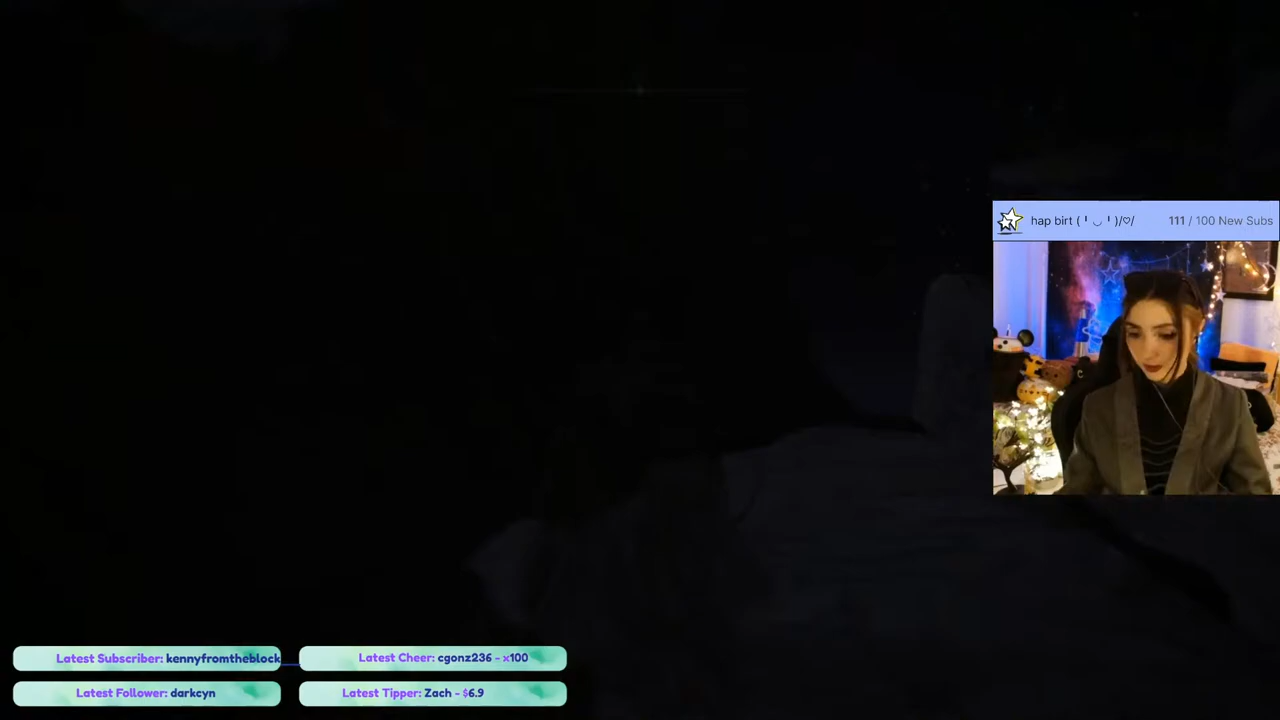 hap birt ( ╹ ◡ ╹ )/♡/ 111 / 100 New Subs
Latest Subscriber: kennyfromtheblock
Latest Cheer: cgonz236 - x100
Latest Follower: darkcyn
Latest Tipper: Zach - $6.9